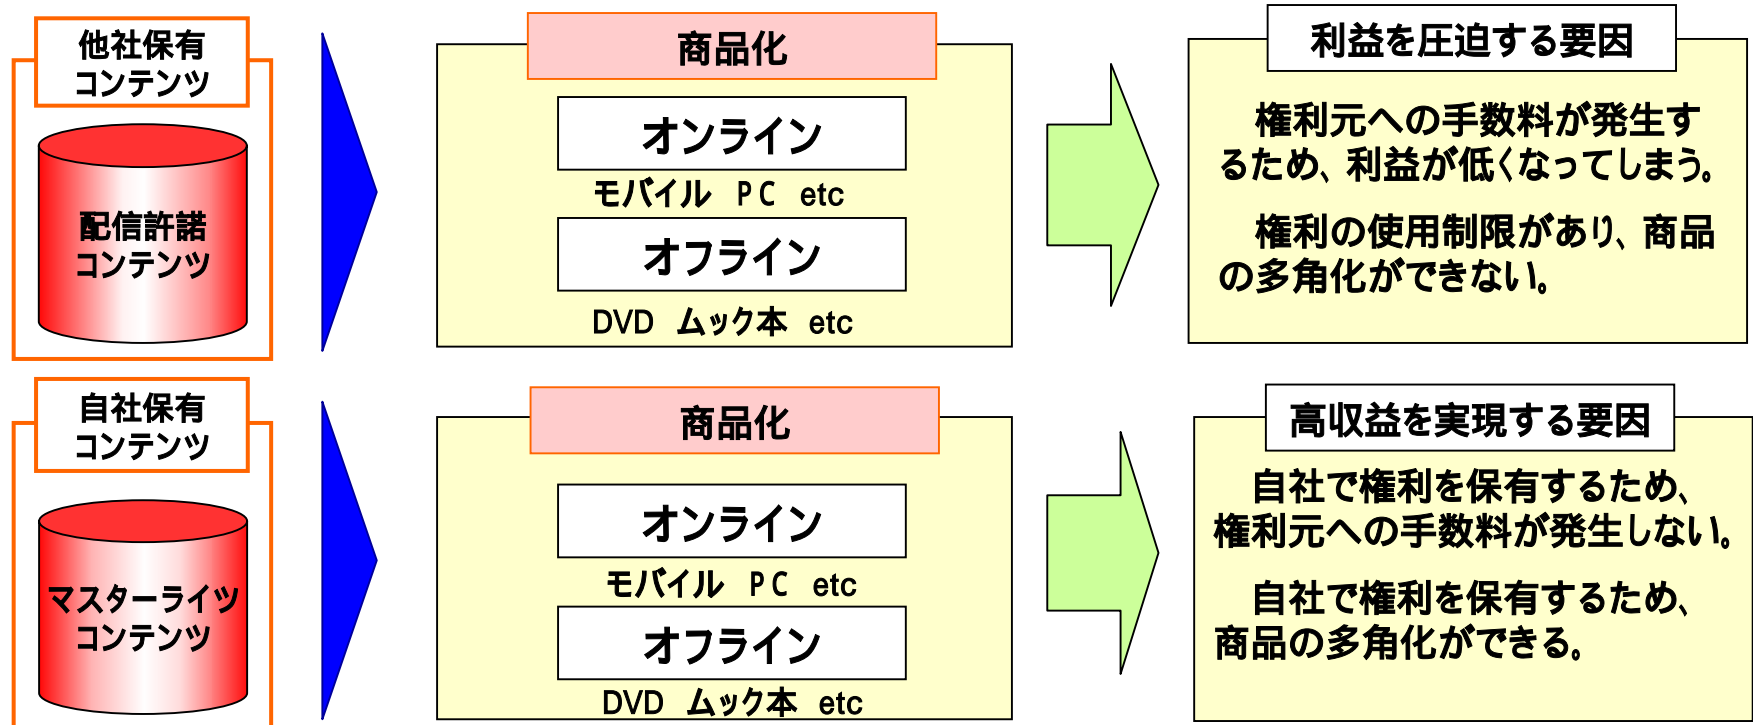 他社保有
コンテンツ
配信許諾
コンテンツ
商品化
オンライン
モバイル PC etc
オフライン
DVD ムック本 etc
利益を圧迫する要因
権利元への手数料が発生す
るため、利益が低くなってしまう。
権利の使用制限があり、商品
の多角化ができない。
自社保有
コンテンツ
マスターライツ
コンテンツ
商品化
オンライン
モバイル PC etc
オフライン
DVD ムック本 etc
高収益を実現する要因
自社で権利を保有するため、
権利元への手数料が発生しない。
自社で権利を保有するため、
商品の多角化ができる。